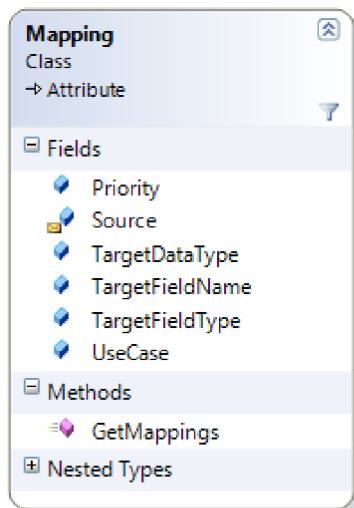 Mapping
Class
Attribute
Fields
Priority
Source
TargetDataType
TargetFieldName
TargetFieldType
UseCase
Methods
GetMappings
Nested Types